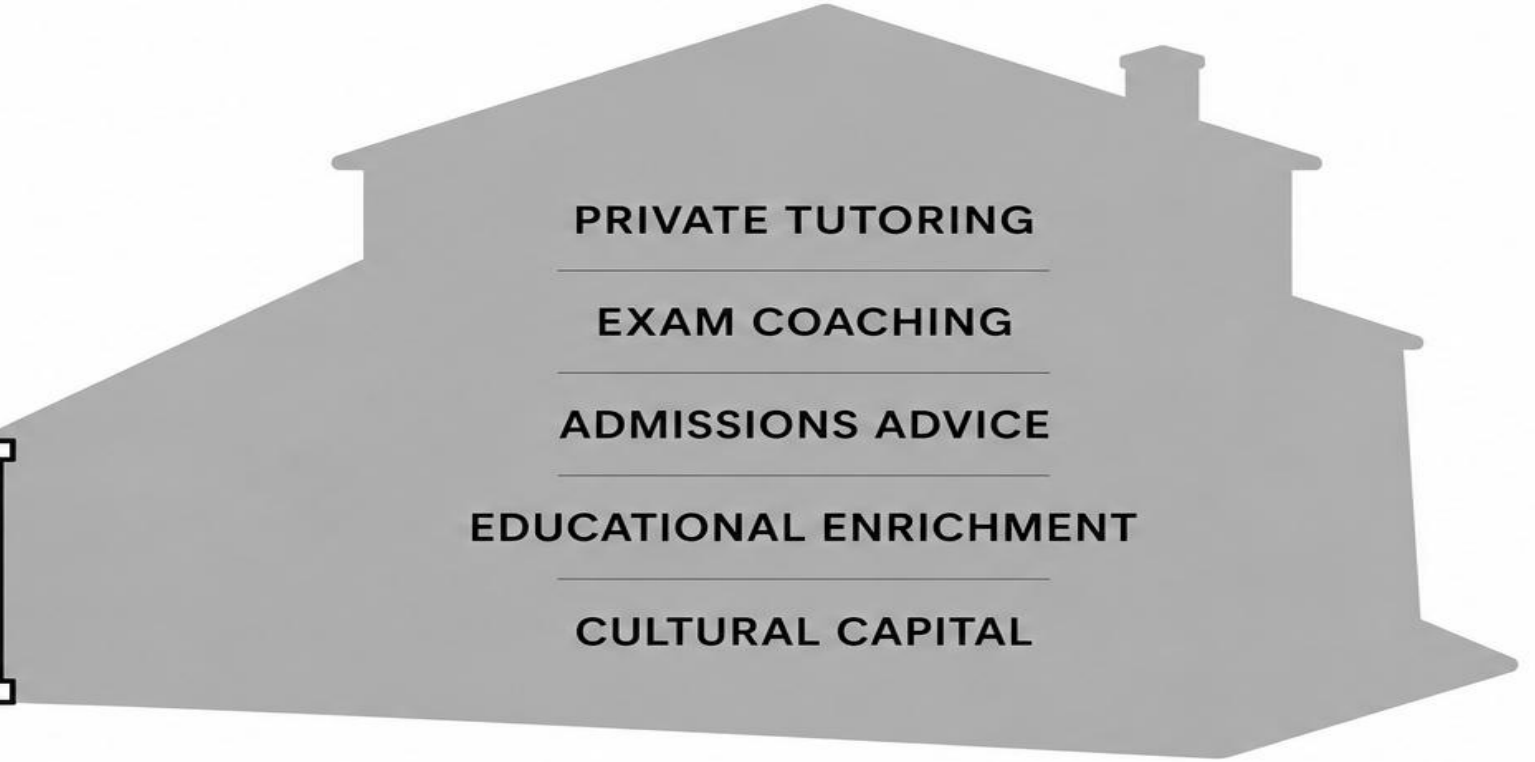 PRIVATE TUTORING
EXAM COACHING
ADMISSIONS ADVICE
EDUCATIONAL ENRICHMENT
CULTURAL CAPITAL